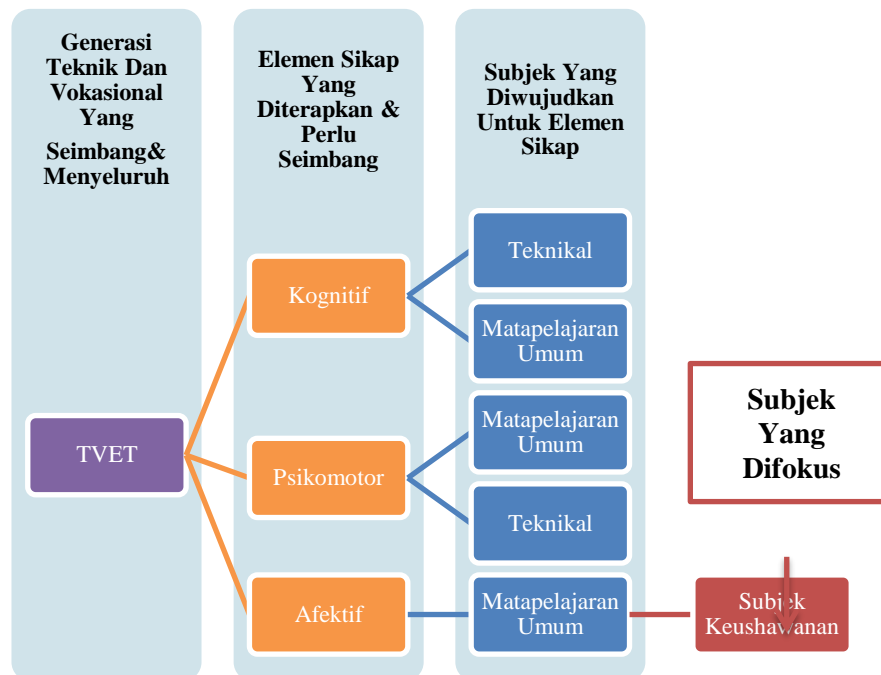 Generasi
Teknik Dan
Vokasional
Yang
Seimbang&
Menyeluruh
Elemen Sikap
Yang
Diterapkan &
Perlu
Seimbang
Subjek Yang
Diwujudkan
Untuk Elemen
Sikap
TVET
Kognitif
Psikomotor
Afektif
Teknikal
Matapelajaran
Umum
Matapelajaran
Umum
Teknikal
Matapelajaran
Umum
Subjek
Yang
Difokus
Subjek
Keushawanan